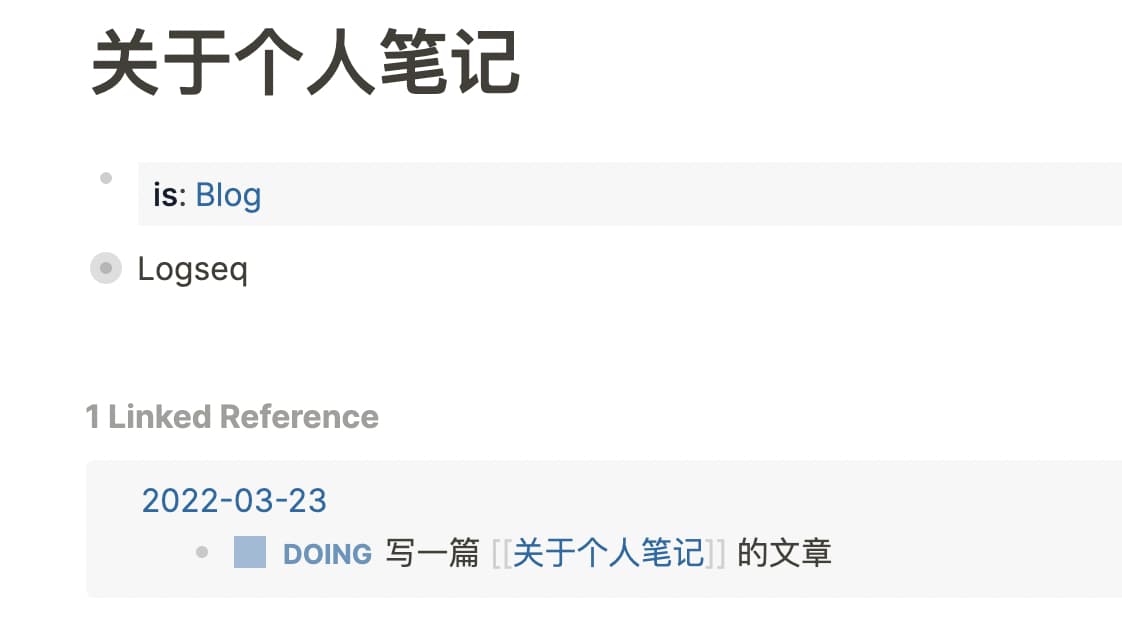 关于个人笔记
is: Blog
Logseq
1 Linked Reference
2022-03-23
DOING 写一篇 [[关于个人笔记]] 的文章